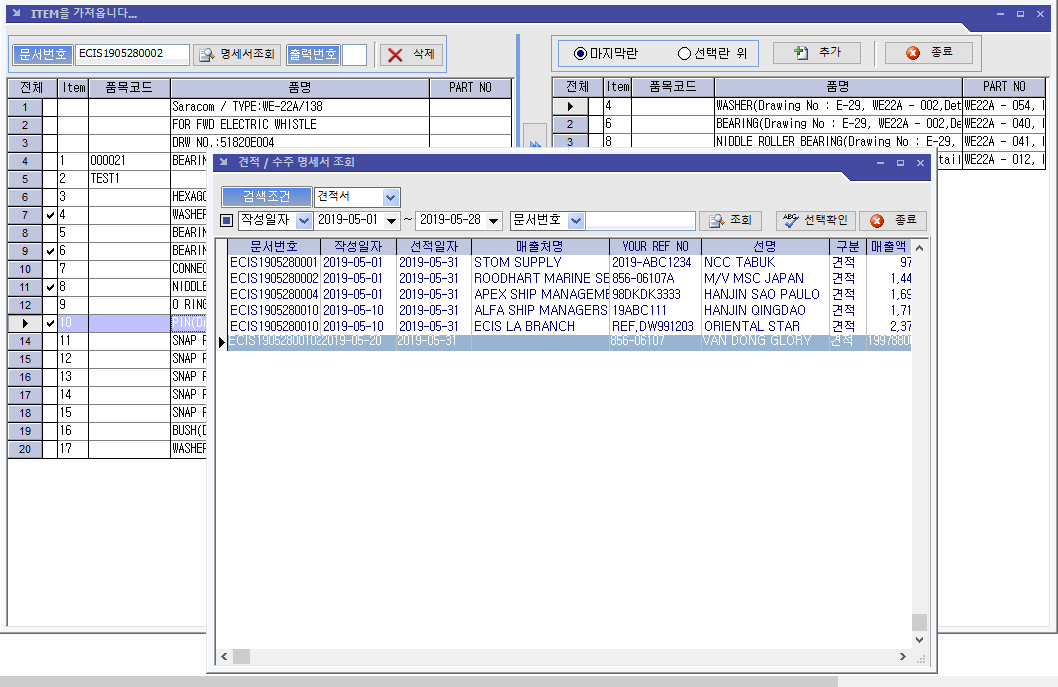 ITEM을 가져옵니다...
문서번호 ECIS1905280002 명세서조회 출력번호 삭제
마지막란 선택란 위 추가 종료
전체 Item 품목코드 품명 PART NO
1 Saracom / TYPE:WE-22A/138
2 FOR FWD ELECTRIC WHISTLE
3 DRW NO.:51820E004
4 1 000021 BEARIN
5 2 TEST1
6 3 HEXAGO
7 4 WASHER
8 5 BEARIN
9 6 BEARIN
10 7 CONNEC
11 8 NIDDLE
12 9 O RING
10 PIN(DR
14 11 SNAP R
15 12 SNAP R
16 13 SNAP R
17 14 SNAP R
18 15 SNAP R
19 16 BUSH(D
20 17 WASHER
전체 Item 품목코드 품명 PART NO
4 WASHER(Drawing No : E-29, WE22A - 002,Det WE22A - 054,
2 6 BEARING(Drawing No : E-29, WE22A - 002,De WE22A - 040,
3 8 NIDDLE ROLLER BEARING(Drawing No : E-29, WE22A - 041,
tail WE22A - 012,
견적 / 수주 명세서 조회
검색조건 견적서
작성일자 2019-05-01 ~ 2019-05-28 문서번호 조회 선택확인 종료
문서번호 작성일자 선적일자 매출처명 YOUR REF NO 선명 구분 매출액
ECIS1905280001 2019-05-01 2019-05-31 STOM SUPPLY 2019-ABC1234 NCC TABUK 견적 97
ECIS1905280002 2019-05-01 2019-05-31 ROODHART MARINE SE 856-06107A M/V MSC JAPAN 견적 1,44
ECIS1905280004 2019-05-01 2019-05-31 APEX SHIP MANAGEME 98DKDK3333 HANJIN SAO PAULO 견적 1,69
ECIS1905280010 2019-05-10 2019-05-31 ALFA SHIP MANAGERS 19ABC111 HANJIN QINGDAO 견적 1,71
ECIS1905280010 2019-05-10 2019-05-31 ECIS LA BRANCH REF,DW991203 ORIENTAL STAR 견적 2,37
ECIS19052800102 2019-05-20 2019-05-31 856-06107 VAN DONG GLORY 견적 1997880